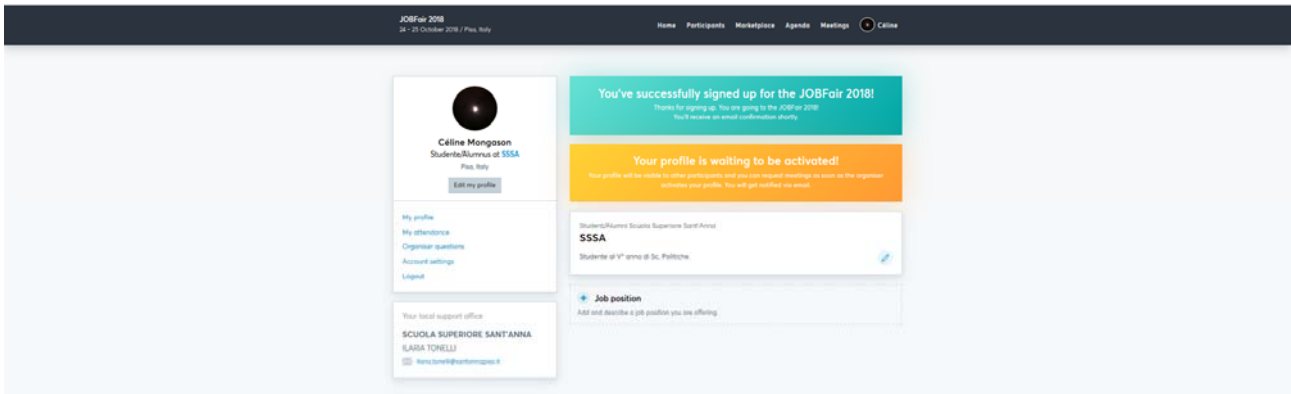 JOBFair 2018
24 - 25 October 2018 / Pisa, Italy
Home Participants Marketplace Agenda Meetings Céline
Céline Mongason
Studente/Alumnus at SSSA
Pisa, Italy
Edit my profile
My profile
My attendance
Organiser questions
Account settings
Logout
Your local support office
SCUOLA SUPERIORE SANT'ANNA
ILARIA TONELLI
ilaria.tonelli@santannapisa.it
You've successfully signed up for the JOBFair 2018!
Thanks for signing up. You are going to the JOBFair 2018!
You'll receive an email confirmation shortly.
Your profile is waiting to be activated!
Your profile will be visible to other participants and you can request meetings as soon as the organiser
activates your profile. You will get notified via email.
Student/Alumni Scuola Superiore Sant'Anna
SSSA
Studente al V° anno di Sc. Politiche.
Job position
Add and describe a job position you are offering